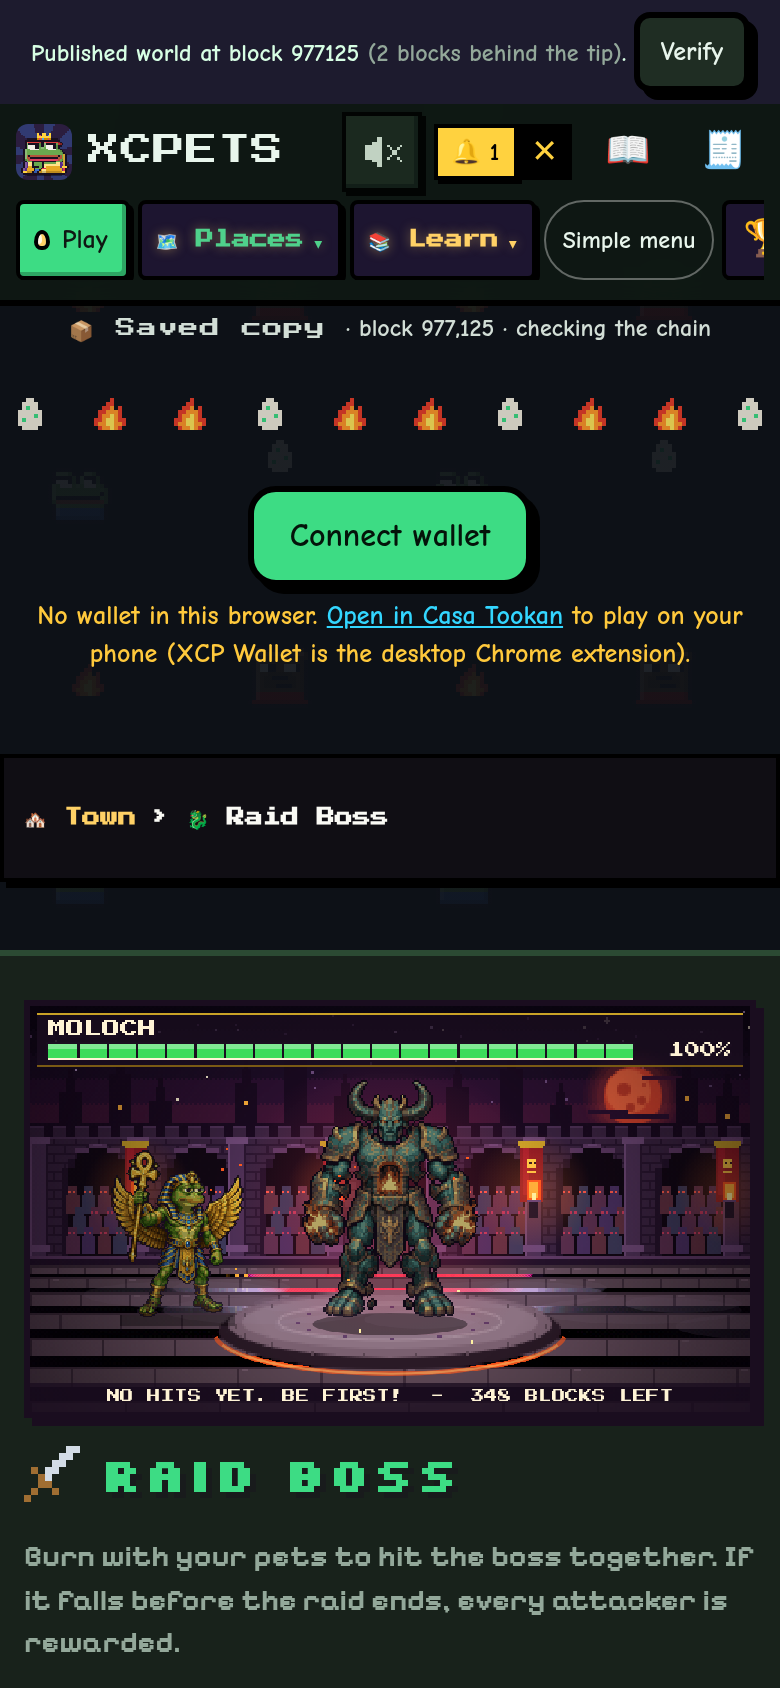 Published world at block 977125 (2 blocks behind the tip).
Verify
XCPETS
1
Play
Places
Learn
Simple menu
Saved copy · block 977,125 · checking the chain
Connect wallet
No wallet in this browser. Open in Casa Tookan to play on your
phone (XCP Wallet is the desktop Chrome extension).
Town › Raid Boss
MOLOCH
100%
NO HITS YET. BE FIRST! - 348 BLOCKS LEFT
RAID BOSS
Burn with your pets to hit the boss together. If
it falls before the raid ends, every attacker is
rewarded.